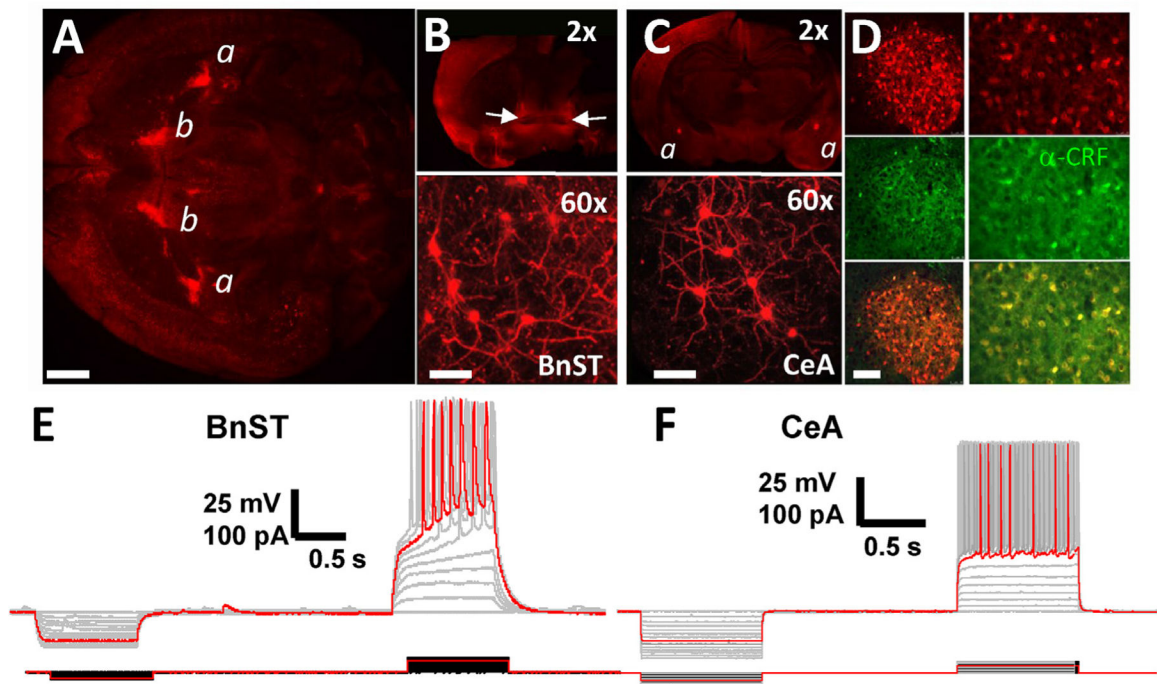 A
a
b
b
a
B
2x
60x
BnST
C
2x
a
a
60x
CeA
D
α-CRF
E
BnST
25 mV
100 pA
0.5 s
F
CeA
25 mV
100 pA
0.5 s